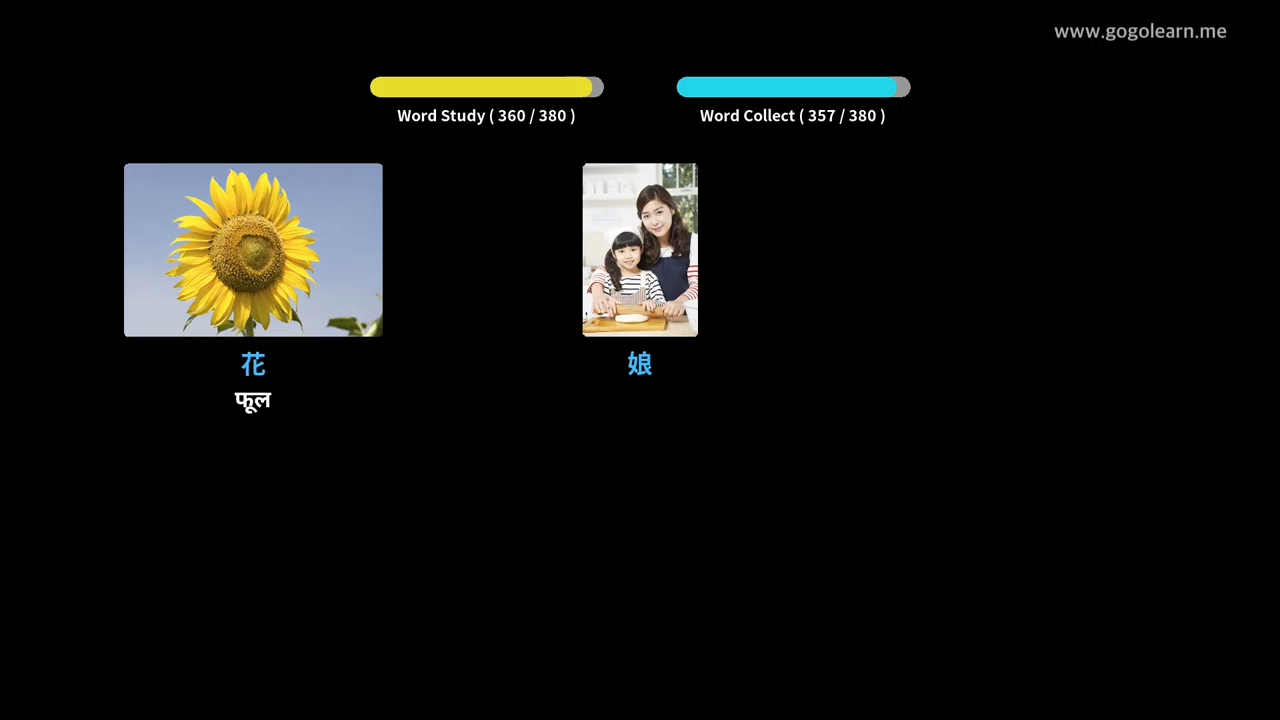 www.gogolearn.me
Word Study ( 360 / 380 )
Word Collect ( 357 / 380 )
花
फूल
娘